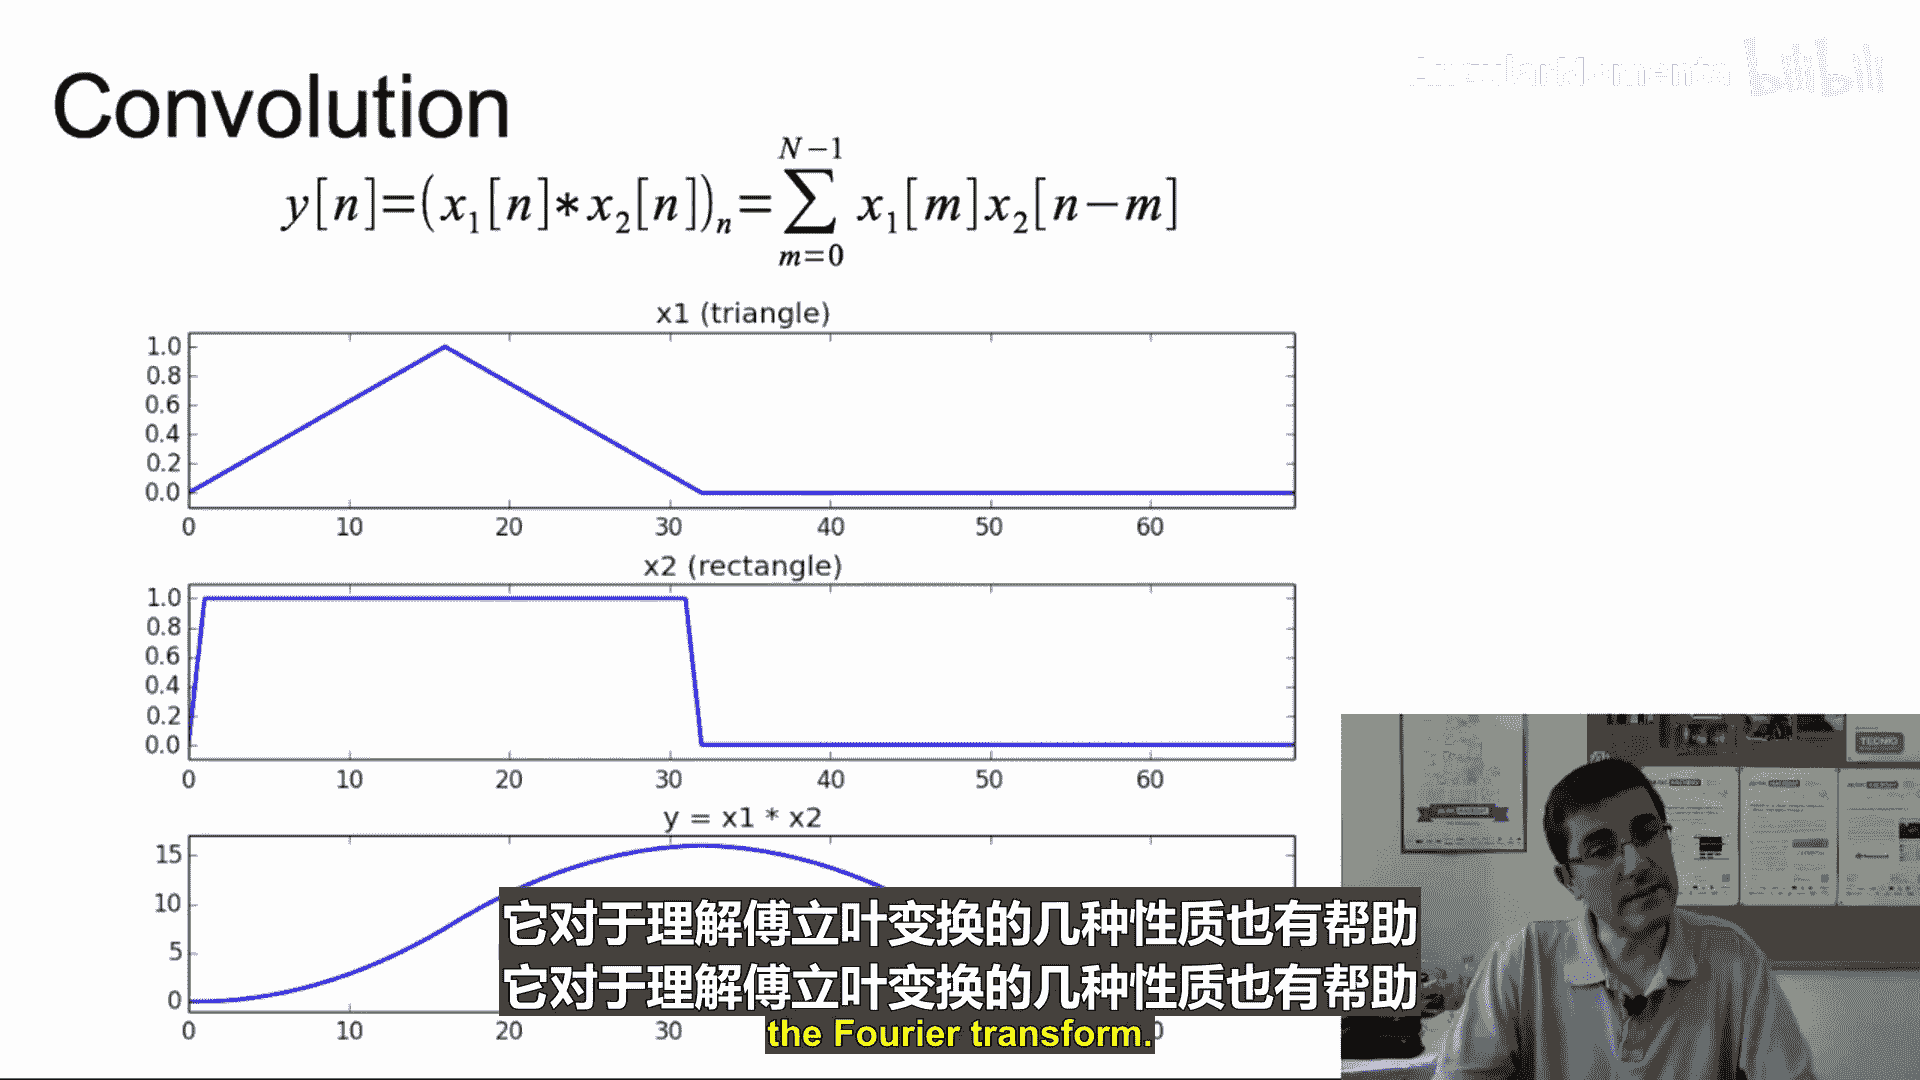 Convolution
bilibili
y[n]=(x₁[n]∗x₂[n])ₙ=∑ x₁[m]x₂[n−m]
N−1
m=0
x1 (triangle)
1.0
0.8
0.6
0.4
0.2
0.0
0 10 20 30 40 50 60
x2 (rectangle)
1.0
0.8
0.6
0.4
0.2
0.0
0 10 20 30 40 50 60
TECNIO
y = x1 * x2
15
10
5
0
0 10 20 30
它对于理解傅立叶变换的几种性质也有帮助
它对于理解傅立叶变换的几种性质也有帮助
the Fourier transform.